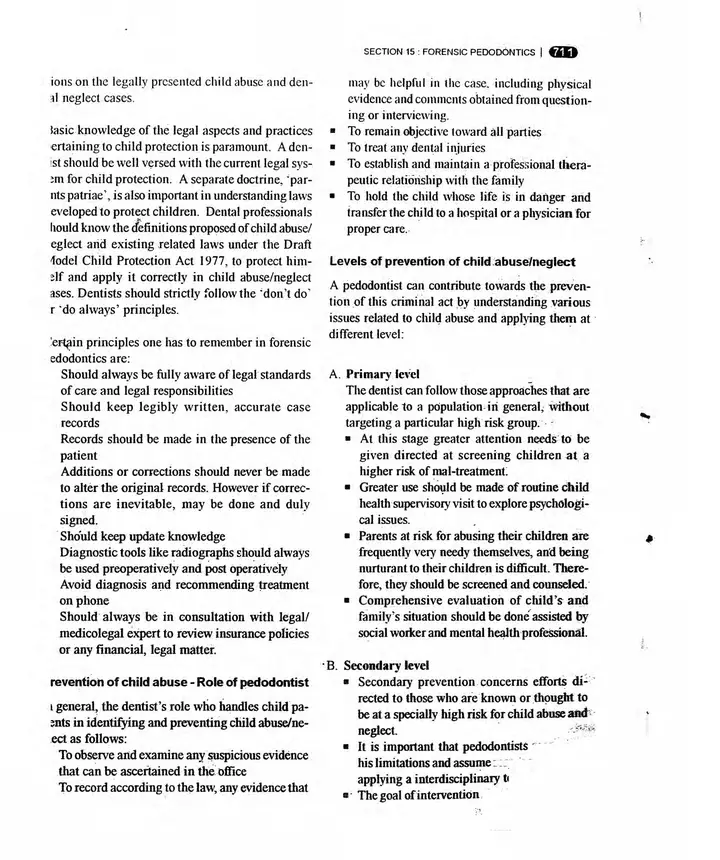 SECTION 15 : FORENSIC PEDODONTICS | 711
ions on the legally presented child abuse and den-
al neglect cases.
asic knowledge of the legal aspects and practices
ertaining to child protection is paramount. A den-
ist should be well versed with the current legal sys-
em for child protection. A separate doctrine, 'par-
nts patriae', is also important in understanding laws
eveloped to protect children. Dental professionals
hould know the definitions proposed of child abuse/
eglect and existing related laws under the Draft
Model Child Protection Act 1977, to protect him-
elf and apply it correctly in child abuse/neglect
ases. Dentists should strictly follow the 'don't do'
r 'do always' principles.
ertain principles one has to remember in forensic
edodontics are:
Should always be fully aware of legal standards
of care and legal responsibilities
Should keep legibly written, accurate case
records
Records should be made in the presence of the
patient
Additions or corrections should never be made
to alter the original records. However if correc-
tions are inevitable, may be done and duly
signed.
Should keep update knowledge
Diagnostic tools like radiographs should always
be used preoperatively and post operatively
Avoid diagnosis and recommending treatment
on phone
Should always be in consultation with legal/
medicolegal expert to review insurance policies
or any financial, legal matter.
revention of child abuse - Role of pedodontist
general, the dentist's role who handles child pa-
ents in identifying and preventing child abuse/ne-
ect as follows:
To observe and examine any suspicious evidence
that can be ascertained in the office
To record according to the law, any evidence that
may be helpful in the case, including physical
evidence and comments obtained from question-
ing or interviewing.
▪ To remain objective toward all parties
▪ To treat any dental injuries
▪ To establish and maintain a professional thera-
peutic relationship with the family
▪ To hold the child whose life is in danger and
transfer the child to a hospital or a physician for
proper care.
Levels of prevention of child abuse/neglect
A pedodontist can contribute towards the preven-
tion of this criminal act by understanding various
issues related to child abuse and applying them at
different level:
A. Primary level
The dentist can follow those approaches that are
applicable to a population in general, without
targeting a particular high risk group.
▪ At this stage greater attention needs to be
given directed at screening children at a
higher risk of mal-treatment.
▪ Greater use should be made of routine child
health supervisory visit to explore psychologi-
cal issues.
▪ Parents at risk for abusing their children are
frequently very needy themselves, and being
nurturant to their children is difficult. There-
fore, they should be screened and counseled.
▪ Comprehensive evaluation of child's and
family's situation should be done assisted by
social worker and mental health professional.
B. Secondary level
▪ Secondary prevention concerns efforts di-
rected to those who are known or thought to
be at a specially high risk for child abuse and
neglect.
▪ It is important that pedodontists
his limitations and assume
applying a interdisciplinary
▪ The goal of intervention